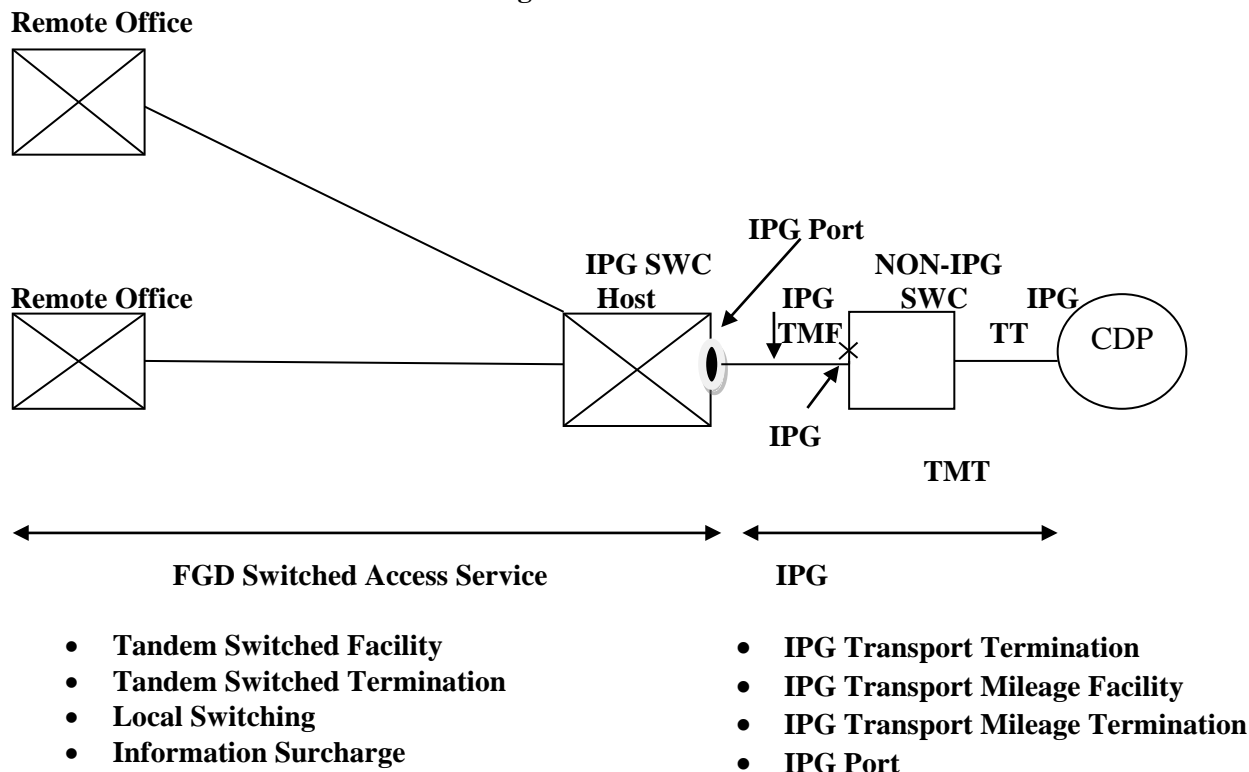 Remote Office
IPG Port
IPG SWC
Host
NON-IPG
SWC
Remote Office
IPG
TMF
IPG
TT
CDP
IPG
TMT
FGD Switched Access Service
IPG
• Tandem Switched Facility
• Tandem Switched Termination
• Local Switching
• Information Surcharge
• IPG Transport Termination
• IPG Transport Mileage Facility
• IPG Transport Mileage Termination
• IPG Port